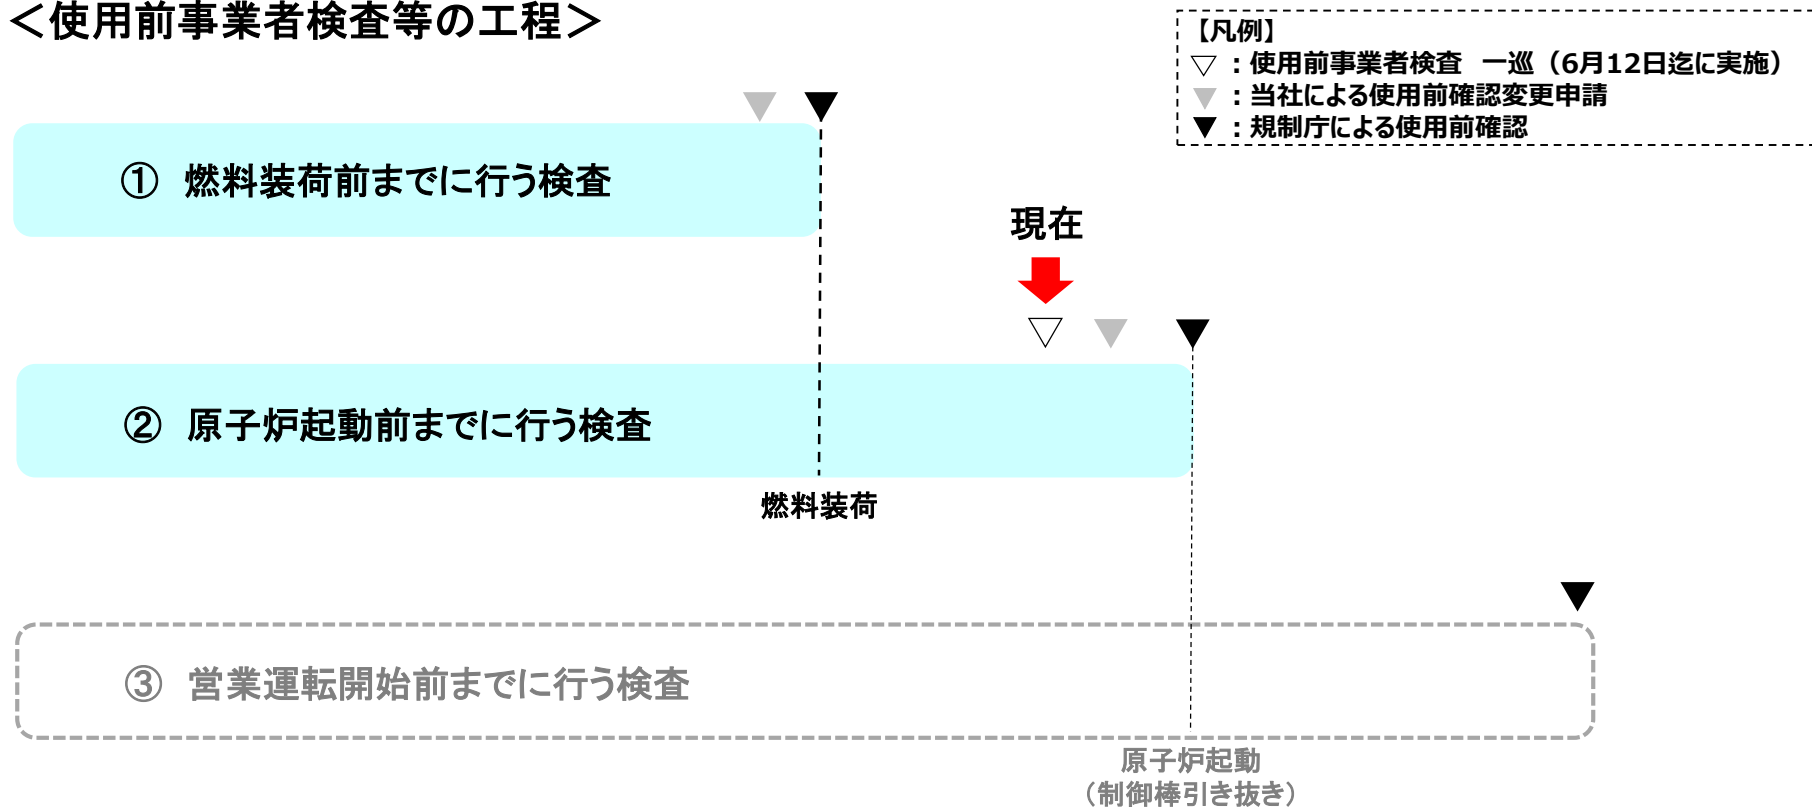 ＜使用前事業者検査等の工程＞
【凡例】
▽：使用前事業者検査　一巡（6月12日迄に実施）
▼：当社による使用前確認変更申請
▼：規制庁による使用前確認
①　燃料装荷前までに行う検査
現在
②　原子炉起動前までに行う検査
燃料装荷
③　営業運転開始前までに行う検査
原子炉起動
（制御棒引き抜き）